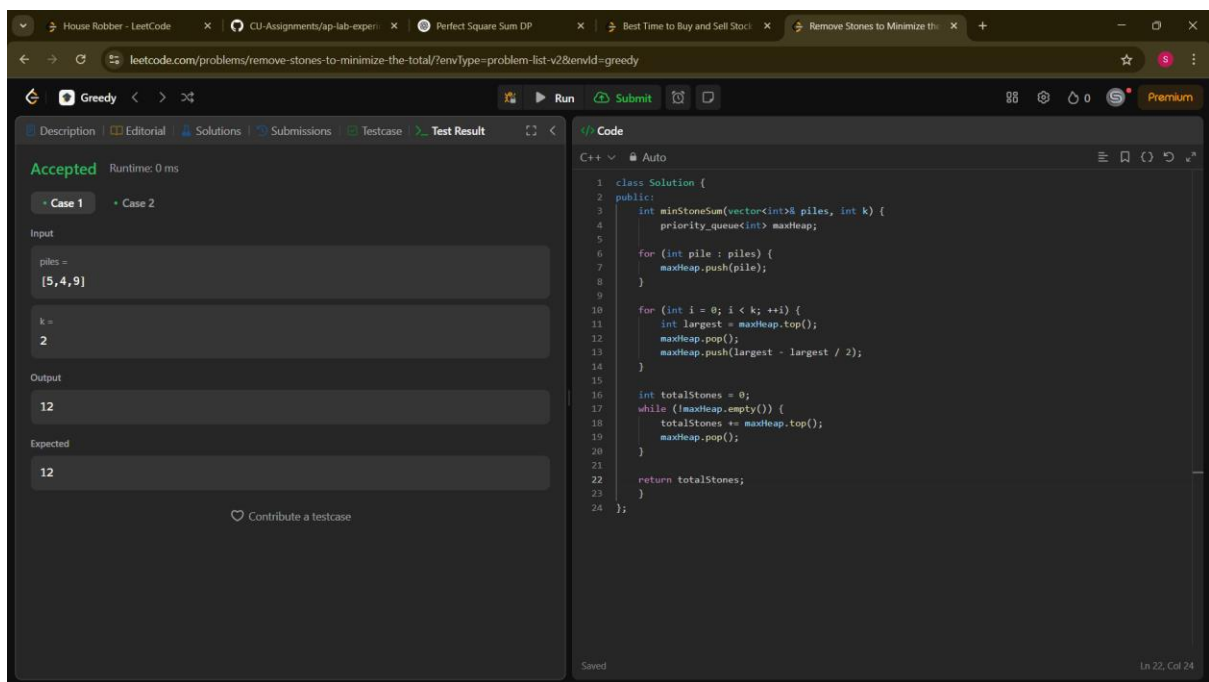 House Robber - LeetCode
CU-Assignments/ap-lab-experi
Perfect Square Sum DP
Best Time to Buy and Sell Stock
Remove Stones to Minimize the
leetcode.com/problems/remove-stones-to-minimize-the-total/?envType=problem-list-v2&envId=greedy
S
Greedy
Run
Submit
0
Premium
Description | Editorial | Solutions | Submissions | Testcase | Test Result
</> Code
Accepted Runtime: 0 ms
C++ Auto
• Case 1 • Case 2
Input
piles =
[5,4,9]
k =
2
Output
12
Expected
12
Contribute a testcase
1 class Solution {
2 public:
3 int minStoneSum(vector<int>& piles, int k) {
4 priority_queue<int> maxHeap;
5
6 for (int pile : piles) {
7 maxHeap.push(pile);
8 }
9
10 for (int i = 0; i < k; ++i) {
11 int largest = maxHeap.top();
12 maxHeap.pop();
13 maxHeap.push(largest - largest / 2);
14 }
15
16 int totalStones = 0;
17 while (!maxHeap.empty()) {
18 totalStones += maxHeap.top();
19 maxHeap.pop();
20 }
21
22 return totalStones;
23 }
24 };
Saved
Ln 22, Col 24